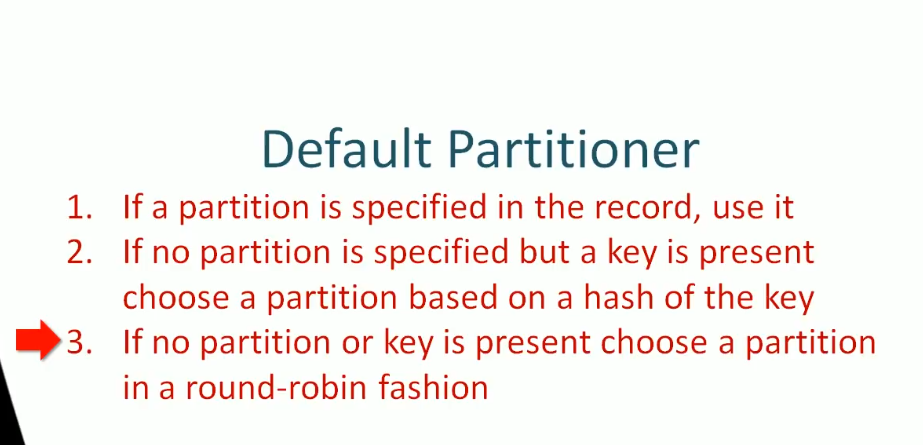 Default Partitioner
1. If a partition is specified in the record, use it
2. If no partition is specified but a key is present
choose a partition based on a hash of the key
3. If no partition or key is present choose a partition
in a round-robin fashion